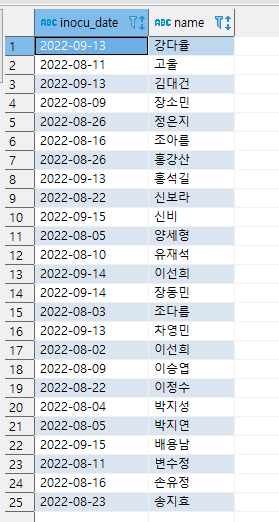 ABC inocu_date ABC name
1 2022-09-13 강다율
2 2022-08-11 고울
3 2022-09-13 김대건
4 2022-08-09 장소민
5 2022-08-26 정은지
6 2022-08-16 조아름
7 2022-08-26 홍강산
8 2022-09-13 홍석길
9 2022-08-22 신보라
10 2022-09-15 신비
11 2022-08-05 양세형
12 2022-08-10 유재석
13 2022-09-14 이선희
14 2022-09-14 장동민
15 2022-08-03 조다름
16 2022-09-13 차영민
17 2022-08-02 이선희
18 2022-08-09 이승엽
19 2022-08-22 이정수
20 2022-08-04 박지성
21 2022-08-05 박지연
22 2022-09-15 배용남
23 2022-08-11 변수정
24 2022-08-16 손유정
25 2022-08-23 송지효